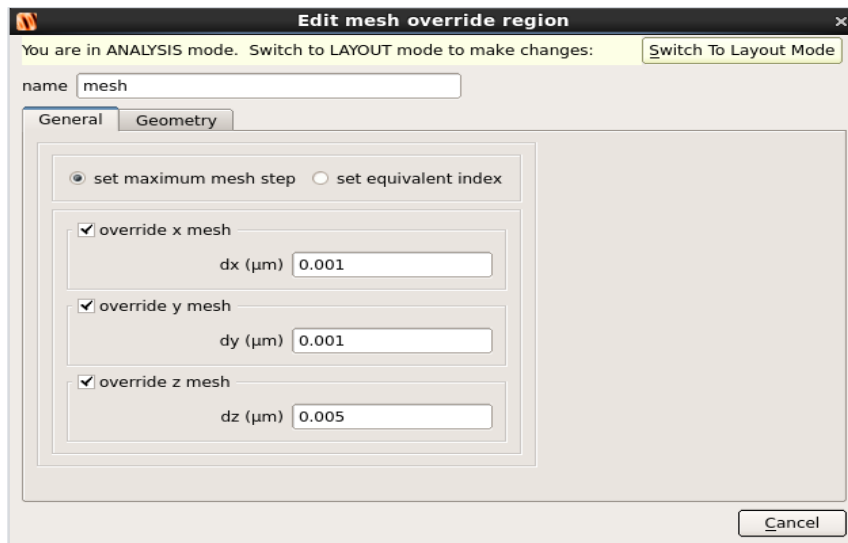 Edit mesh override region
You are in ANALYSIS mode. Switch to LAYOUT mode to make changes: Switch To Layout Mode
name mesh
General Geometry
set maximum mesh step set equivalent index
override x mesh
dx (μm) 0.001
override y mesh
dy (μm) 0.001
override z mesh
dz (μm) 0.005
Cancel